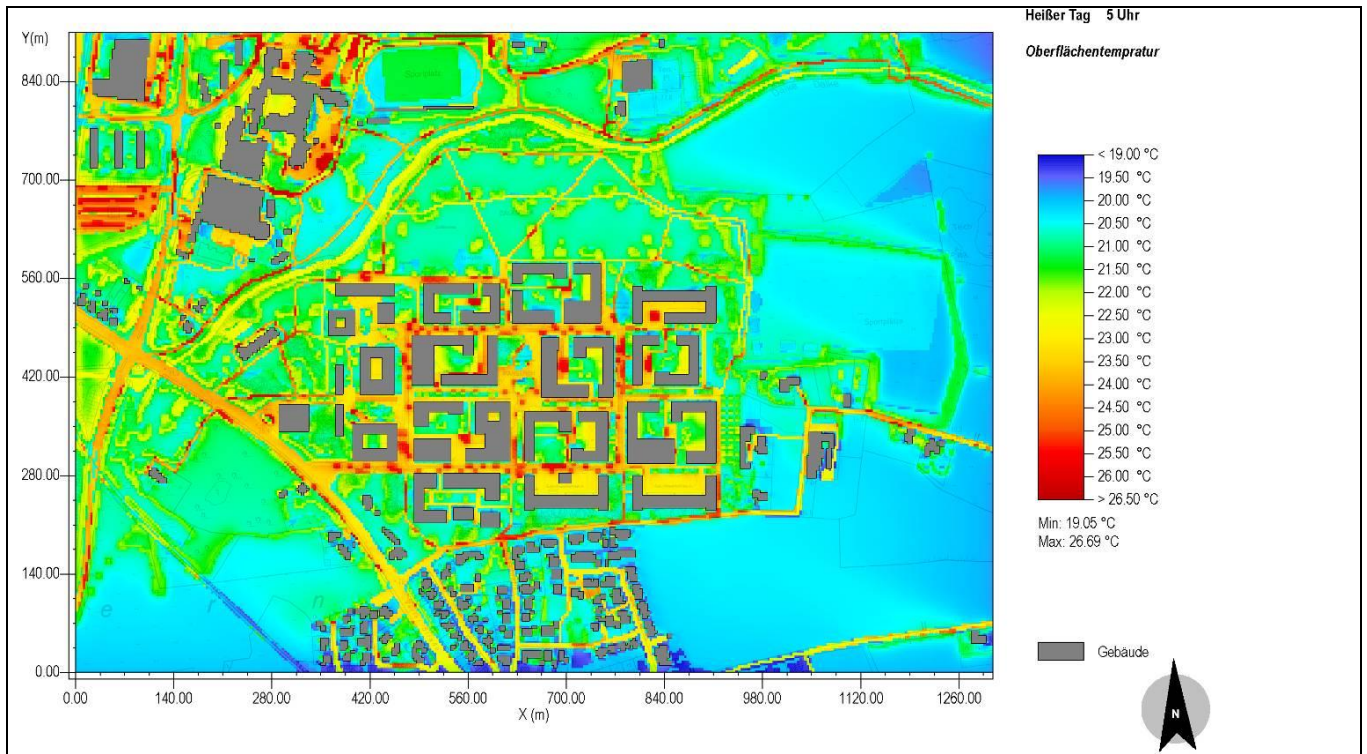 Heißer Tag 5 Uhr
Oberflächentempratur
Y(m)
840.00
700.00
560.00
420.00
280.00
140.00
0.00
0.00 140.00 280.00 420.00 560.00 700.00 840.00 980.00 1120.00 1260.00
X (m)
< 19.00 °C
19.50 °C
20.00 °C
20.50 °C
21.00 °C
21.50 °C
22.00 °C
22.50 °C
23.00 °C
23.50 °C
24.00 °C
24.50 °C
25.00 °C
25.50 °C
26.00 °C
> 26.50 °C
Min: 19.05 °C
Max: 26.69 °C
Gebäude
N
e r n